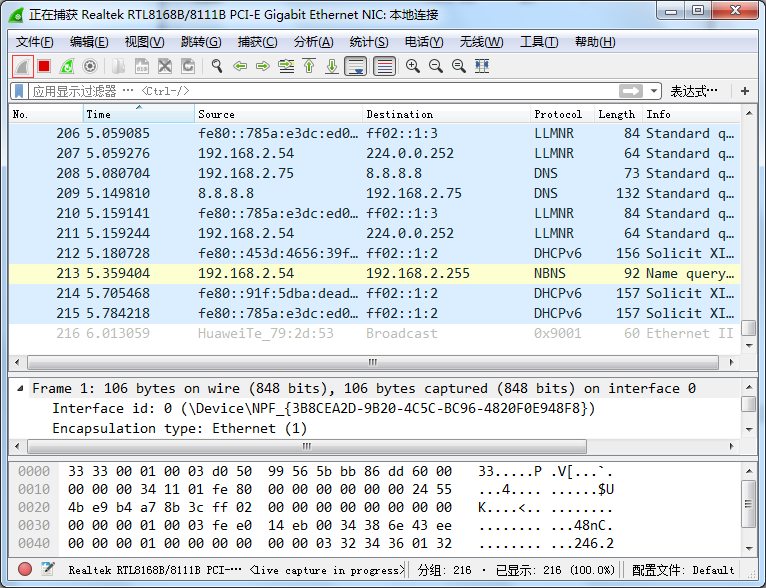 正在捕获 Realtek RTL8168B/8111B PCI-E Gigabit Ethernet NIC: 本地连接
文件(F) 编辑(E) 视图(V) 跳转(G) 捕获(C) 分析(A) 统计(S) 电话(Y) 无线(W) 工具(T) 帮助(H)
应用显示过滤器 … <Ctrl-/> 表达式… +
No. Time Source Destination Protocol Length Info
206 5.059085 fe80::785a:e3dc:ed0… ff02::1:3 LLMNR 84 Standard q…
207 5.059276 192.168.2.54 224.0.0.252 LLMNR 64 Standard q…
208 5.080704 192.168.2.75 8.8.8.8 DNS 73 Standard q…
209 5.149810 8.8.8.8 192.168.2.75 DNS 132 Standard q…
210 5.159141 fe80::785a:e3dc:ed0… ff02::1:3 LLMNR 84 Standard q…
211 5.159244 192.168.2.54 224.0.0.252 LLMNR 64 Standard q…
212 5.180728 fe80::453d:4656:39f… ff02::1:2 DHCPv6 156 Solicit XI…
213 5.359404 192.168.2.54 192.168.2.255 NBNS 92 Name query…
214 5.705468 fe80::91f:5dba:dead… ff02::1:2 DHCPv6 157 Solicit XI…
215 5.784218 fe80::785a:e3dc:ed0… ff02::1:2 DHCPv6 157 Solicit XI…
216 6.013059 HuaweiTe_79:2d:53 Broadcast 0x9001 60 Ethernet II
Frame 1: 106 bytes on wire (848 bits), 106 bytes captured (848 bits) on interface 0
Interface id: 0 (\Device\NPF_{3B8CEA2D-9B20-4C5C-BC96-4820F0E948F8})
Encapsulation type: Ethernet (1)
0000 33 33 00 01 00 03 d0 50 99 56 5b bb 86 dd 60 00 33.....P .V[...`.
0010 00 00 00 34 11 01 fe 80 00 00 00 00 00 00 24 55 ...4.... ......$U
0020 4b e9 b4 a7 8b 3c ff 02 00 00 00 00 00 00 00 00 K....<.. ........
0030 00 01 00 03 fe e0 14 eb 00 34 38 6e 43 ee ........ ...48nC.
0040 00 00 00 01 00 00 00 00 00 00 03 32 34 36 01 32 ........ ...246.2
Realtek RTL8168B/8111B PCI-… <live capture in progress> 分组: 216 · 已显示: 216 (100.0%) 配置文件: Default